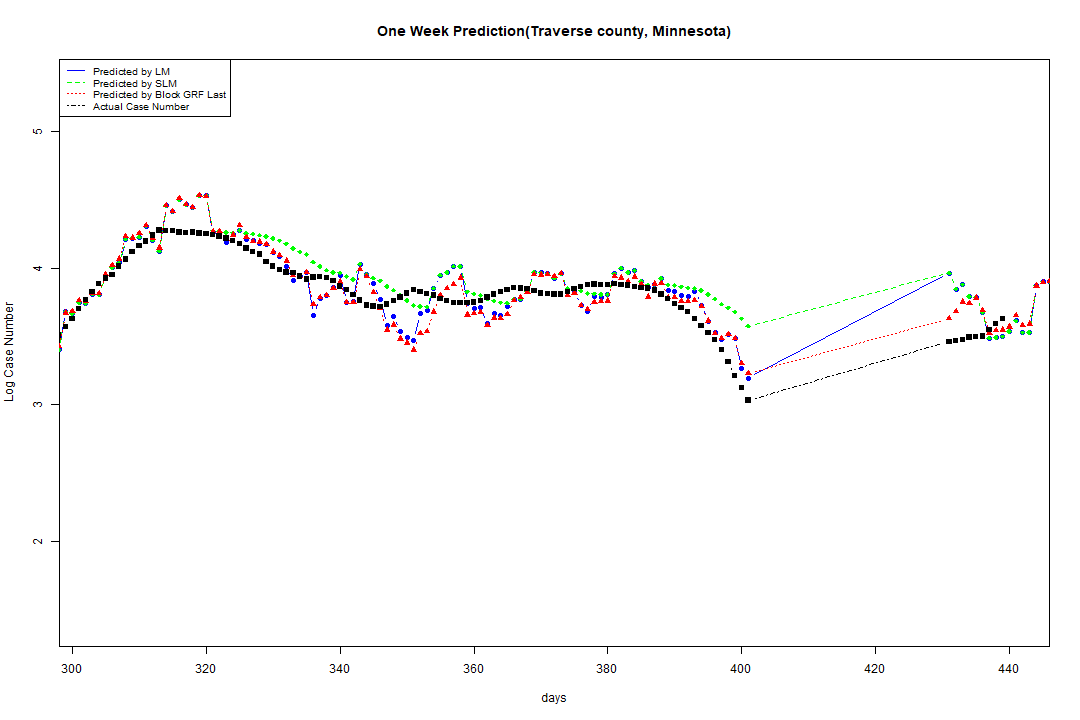 One Week Prediction(Traverse county, Minnesota)
Predicted by LM
Predicted by SLM
Predicted by Block GRF Last
Actual Case Number
5
4
3
2
Log Case Number
300 320 340 360 380 400 420 440
days